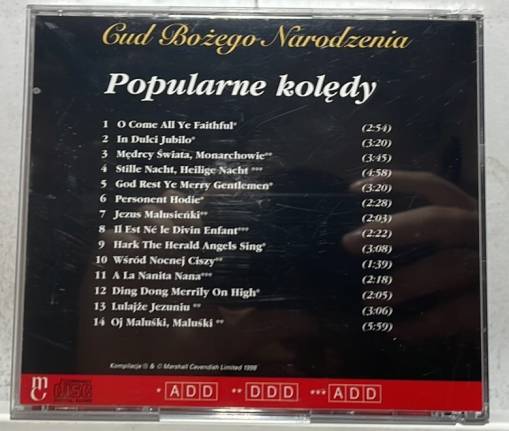 Cud Bożego Narodzenia
Popularne kolędy
1 O Come All Ye Faithful* (2:54)
2 In Dulci Jubilo* (3:20)
3 Mędrcy Świata, Monarchowie** (3:45)
4 Stille Nacht, Heilige Nacht *** (4:58)
5 God Rest Ye Merry Gentlemen* (3:20)
6 Personent Hodie* (2:28)
7 Jezus Malusieńki** (2:03)
8 Il Est Né le Divin Enfant*** (2:22)
9 Hark The Herald Angels Sing* (3:08)
10 Wśród Nocnej Ciszy** (1:39)
11 A La Nanita Nana*** (2:18)
12 Ding Dong Merrily On High* (2:05)
13 Lulajże Jezuniu ** (3:06)
14 Oj Maluśki, Maluśki ** (5:59)
Kompilacja ℗ & © Marshall Cavendish Limited 1998
mc DISC * ADD ** DDD *** ADD